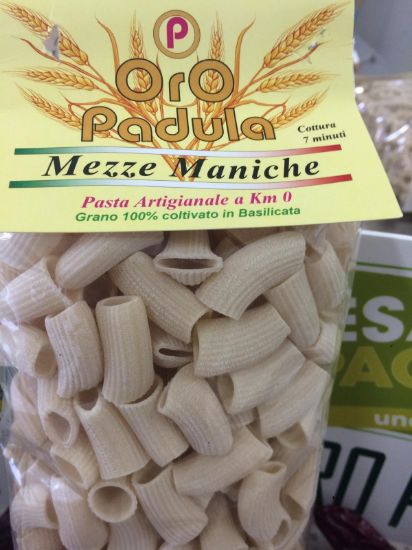 P
OrO
Padula
Cottura
7 minuti
Mezze Maniche
Pasta Artigianale a Km 0
Grano 100% coltivato in Basilicata